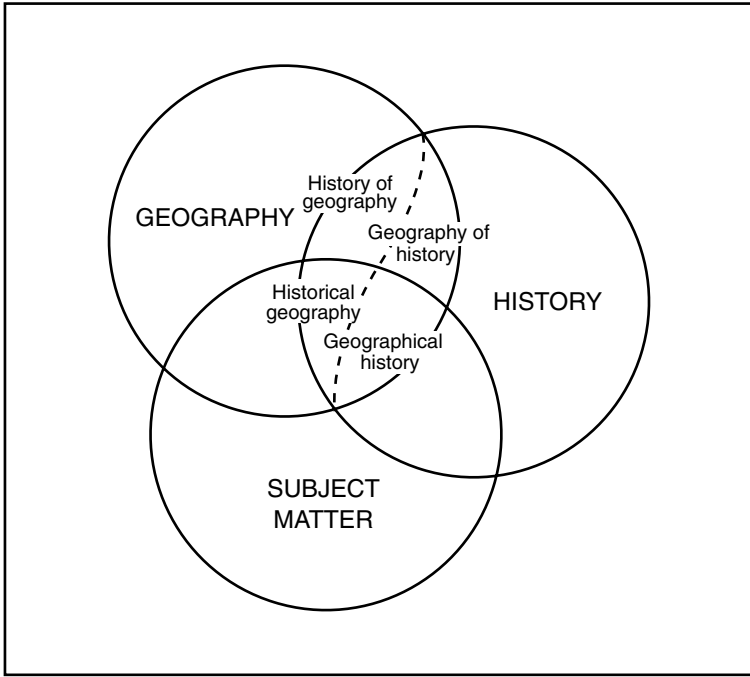 History of
geography
GEOGRAPHY
Geography of
history
Historical
geography
HISTORY
Geographical
history
SUBJECT
MATTER